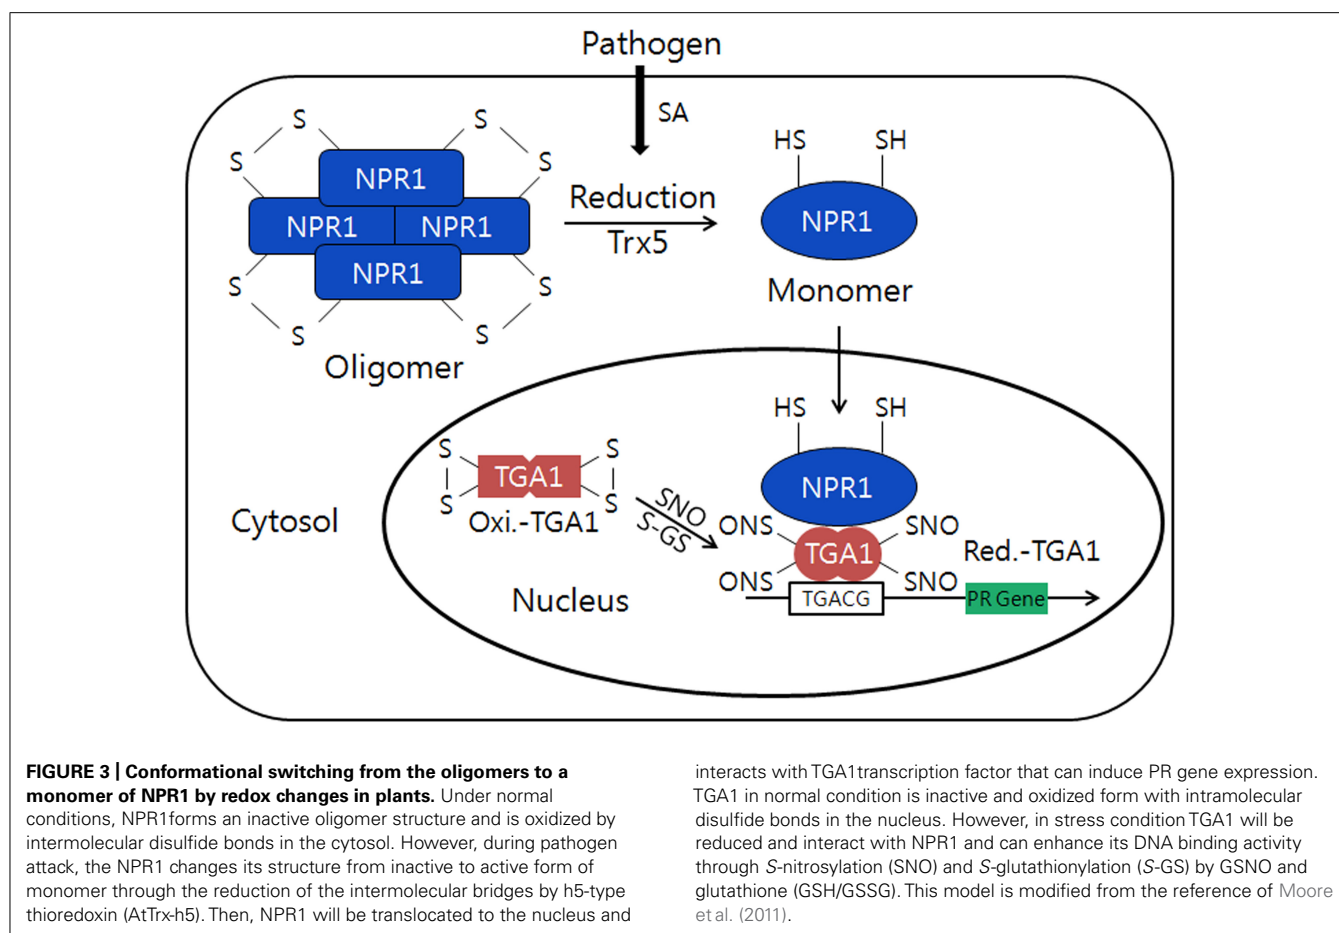 Pathogen
SA
S
S
S
S
NPR1
NPR1
NPR1
NPR1
S
S
S
S
Oligomer
Reduction
Trx5
HS
SH
NPR1
Monomer
HS
SH
NPR1
S
S
TGA1
S
S
Oxi.-TGA1
SNO
S-GS
ONS
SNO
TGA1
Red.-TGA1
ONS
SNO
TGACG
PR Gene
Cytosol
Nucleus
FIGURE 3 | Conformational switching from the oligomers to a
monomer of NPR1 by redox changes in plants. Under normal
conditions, NPR1forms an inactive oligomer structure and is oxidized by
intermolecular disulfide bonds in the cytosol. However, during pathogen
attack, the NPR1 changes its structure from inactive to active form of
monomer through the reduction of the intermolecular bridges by h5-type
thioredoxin (AtTrx-h5). Then, NPR1 will be translocated to the nucleus and
interacts with TGA1transcription factor that can induce PR gene expression.
TGA1 in normal condition is inactive and oxidized form with intramolecular
disulfide bonds in the nucleus. However, in stress condition TGA1 will be
reduced and interact with NPR1 and can enhance its DNA binding activity
through S-nitrosylation (SNO) and S-glutathionylation (S-GS) by GSNO and
glutathione (GSH/GSSG). This model is modified from the reference of Moore
et al. (2011).